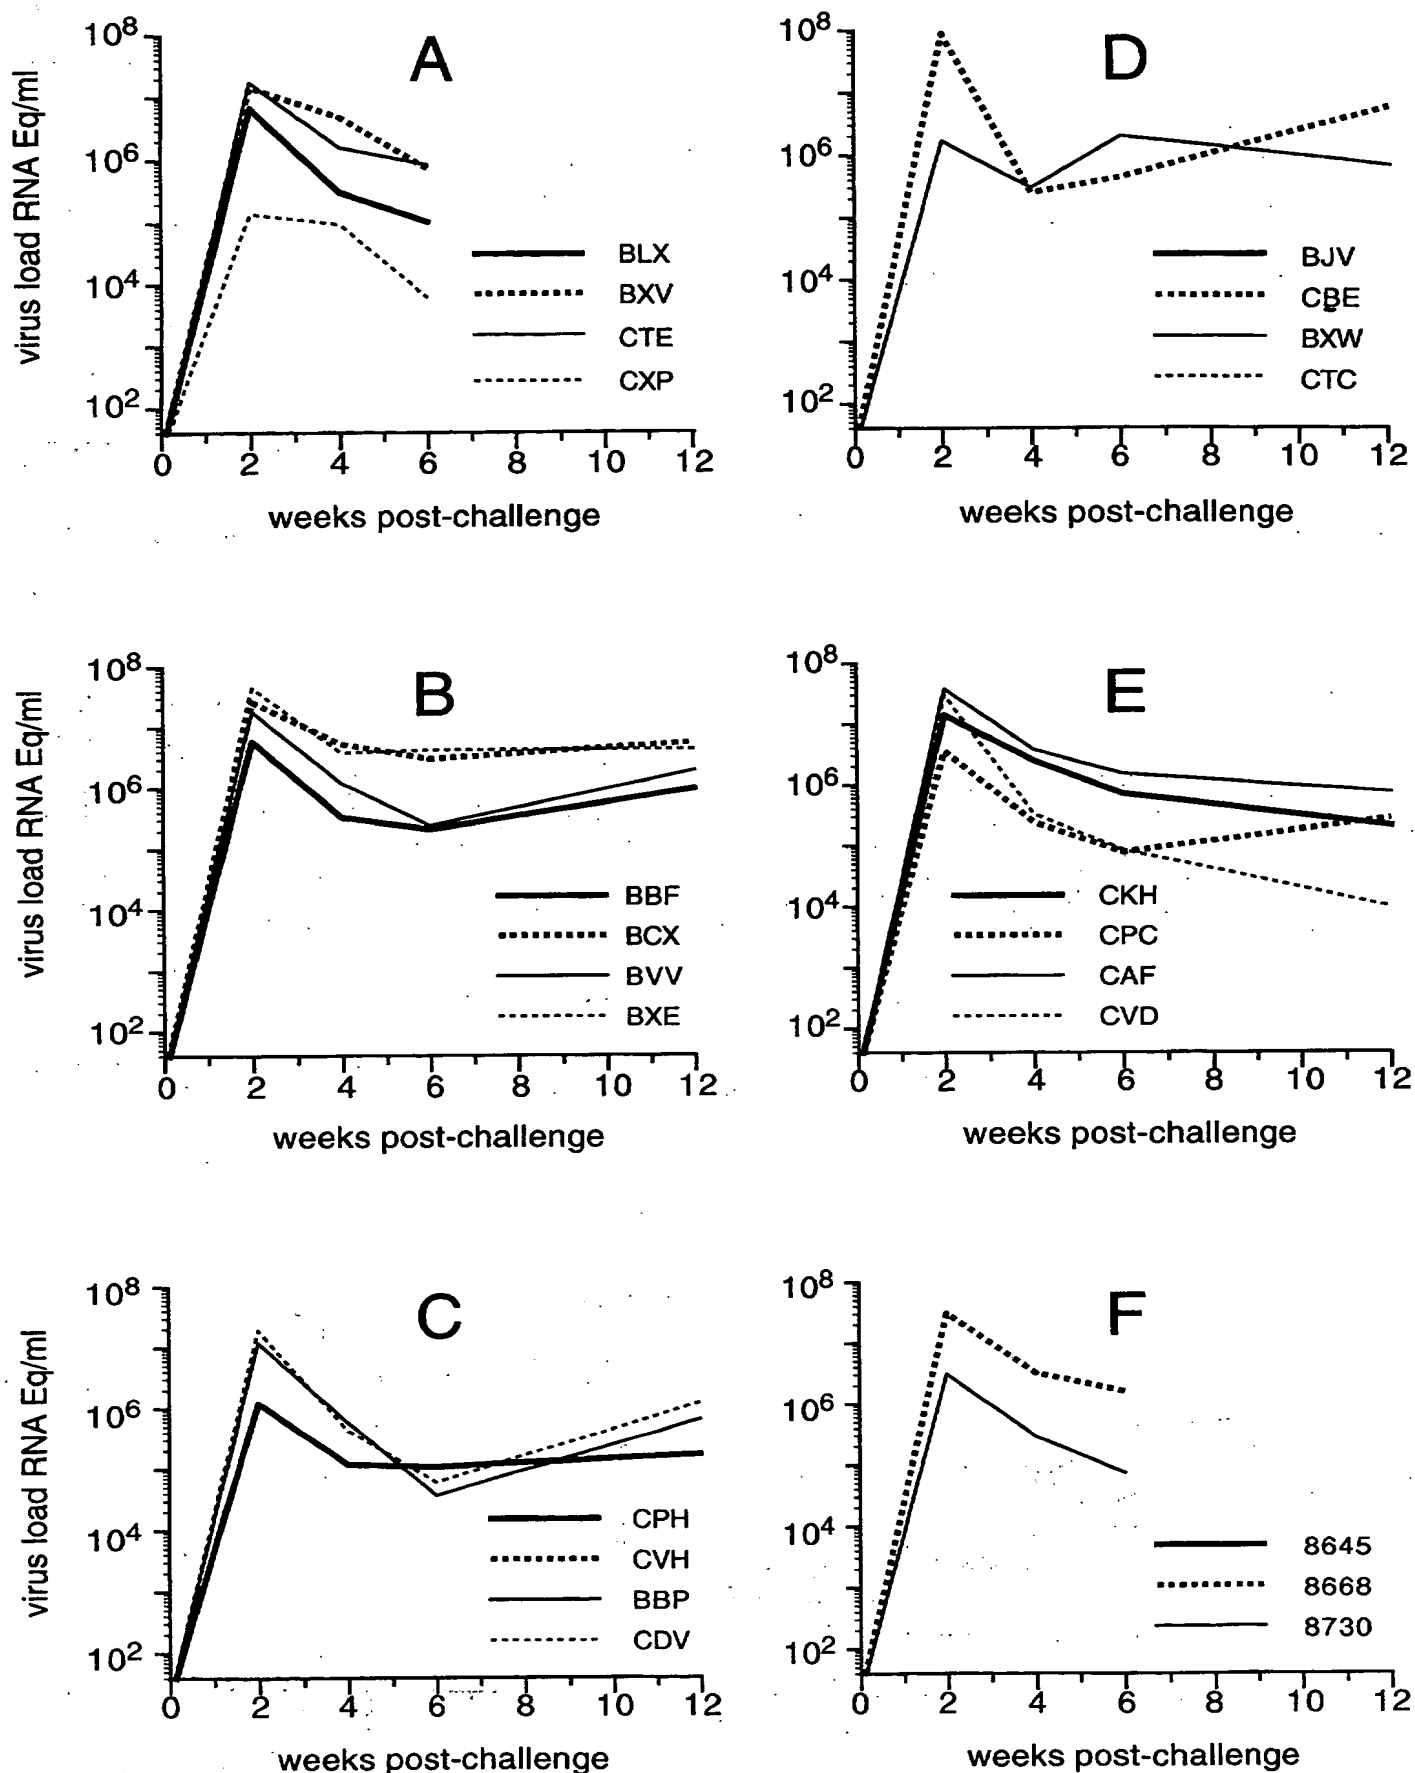 A
virus load RNA Eq/ml
10⁸
10⁶
10⁴
10²
BLX
BXV
CTE
CXP
0 2 4 6 8 10 12
weeks post-challenge
D
10⁸
10⁶
10⁴
10²
BJV
CBE
BXW
CTC
0 2 4 6 8 10 12
weeks post-challenge
B
virus load RNA Eq/ml
10⁸
10⁶
10⁴
10²
BBF
BCX
BVV
BXE
0 2 4 6 8 10 12
weeks post-challenge
E
10⁸
10⁶
10⁴
10²
CKH
CPC
CAF
CVD
0 2 4 6 8 10 12
weeks post-challenge
C
virus load RNA Eq/ml
10⁸
10⁶
10⁴
10²
CPH
CVH
BBP
CDV
0 2 4 6 8 10 12
weeks post-challenge
F
10⁸
10⁶
10⁴
10²
8645
8668
8730
0 2 4 6 8 10 12
weeks post-challenge